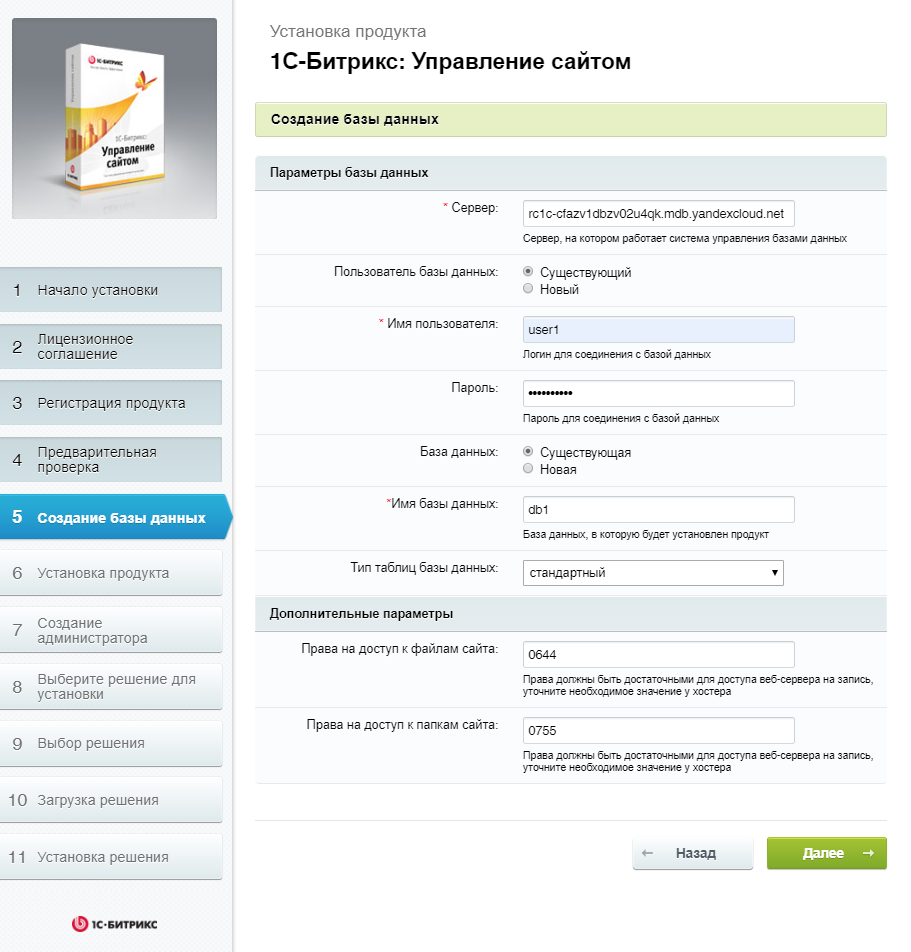 1С-БИТРИКС
1С-Битрикс:
Управление
сайтом
1 Начало установки
2 Лицензионное
соглашение
3 Регистрация продукта
4 Предварительная
проверка
5 Создание базы данных
6 Установка продукта
7 Создание
администратора
8 Выберите решение для
установки
9 Выбор решения
10 Загрузка решения
11 Установка решения
1С-БИТРИКС
Установка продукта
1С-Битрикс: Управление сайтом
Создание базы данных
Параметры базы данных
* Сервер: rc1c-cfazv1dbzv02u4qk.mdb.yandexcloud.net
Сервер, на котором работает система управления базами данных
Пользователь базы данных: Существующий
Новый
* Имя пользователя: user1
Логин для соединения с базой данных
Пароль: ••••••••••
Пароль для соединения с базой данных
База данных: Существующая
Новая
*Имя базы данных: db1
База данных, в которую будет установлен продукт
Тип таблиц базы данных: стандартный
Дополнительные параметры
Права на доступ к файлам сайта: 0644
Права должны быть достаточными для доступа веб-сервера на запись,
уточните необходимое значение у хостера
Права на доступ к папкам сайта: 0755
Права должны быть достаточными для доступа веб-сервера на запись,
уточните необходимое значение у хостера
← Назад Далее →